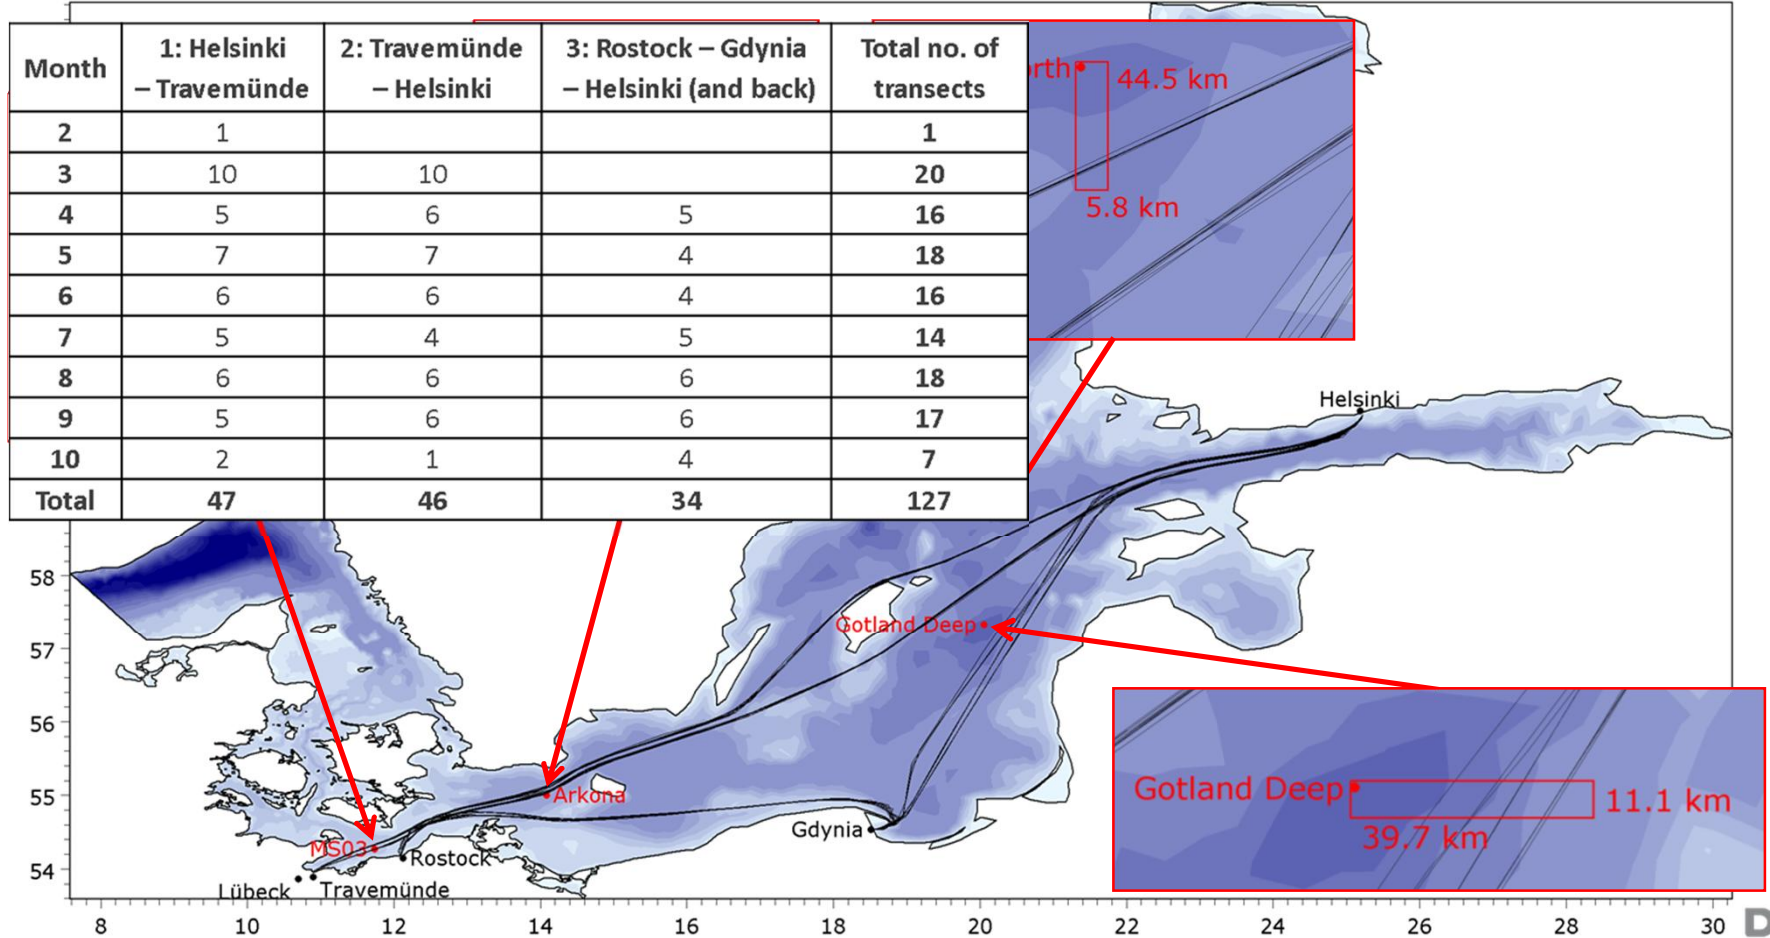 Month 1: Helsinki – Travemünde 2: Travemünde – Helsinki 3: Rostock – Gdynia – Helsinki (and back) Total no. of transects
2 1 1
3 10 10 20
4 5 6 5 16
5 7 7 4 18
6 6 6 4 16
7 5 4 5 14
8 6 6 6 18
9 5 6 6 17
10 2 1 4 7
Total 47 46 34 127
rth
44.5 km
5.8 km
Helsinki
58
Gotland Deep
57
56
Gotland Deep
11.1 km
39.7 km
55
Arkona
Gdynia
MS03
Rostock
54
Lübeck
Travemünde
8 10 12 14 16 18 20 22 24 26 28 30
D